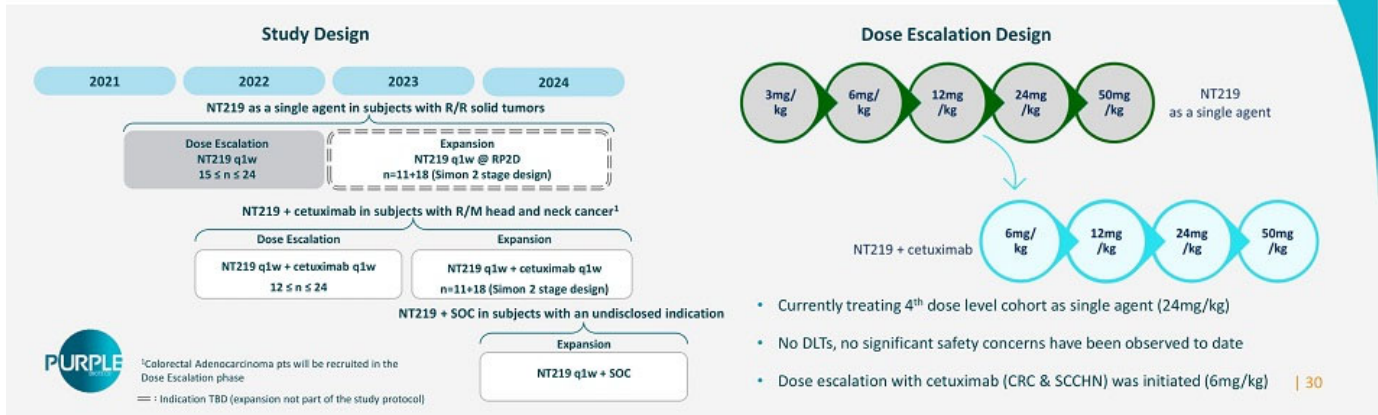 Study Design
2021
2022
2023
2024
NT219 as a single agent in subjects with R/R solid tumors
Dose Escalation
NT219 q1w
15 ≤ n ≤ 24
Expansion
NT219 q1w @ RP2D
n=11+18 (Simon 2 stage design)
NT219 + cetuximab in subjects with R/M head and neck cancer¹
Dose Escalation
NT219 q1w + cetuximab q1w
12 ≤ n ≤ 24
Expansion
NT219 q1w + cetuximab q1w
n=11+18 (Simon 2 stage design)
NT219 + SOC in subjects with an undisclosed indication
Expansion
NT219 q1w + SOC
PURPLE
¹Colorectal Adenocarcinoma pts will be recruited in the
Dose Escalation phase
: Indication TBD (expansion not part of the study protocol)
Dose Escalation Design
3mg/
kg
6mg/
kg
12mg
/kg
24mg
/kg
50mg
/kg
NT219
as a single agent
NT219 + cetuximab
6mg/
kg
12mg
/kg
24mg
/kg
50mg
/kg
• Currently treating 4th dose level cohort as single agent (24mg/kg)
• No DLTs, no significant safety concerns have been observed to date
• Dose escalation with cetuximab (CRC & SCCHN) was initiated (6mg/kg)
| 30